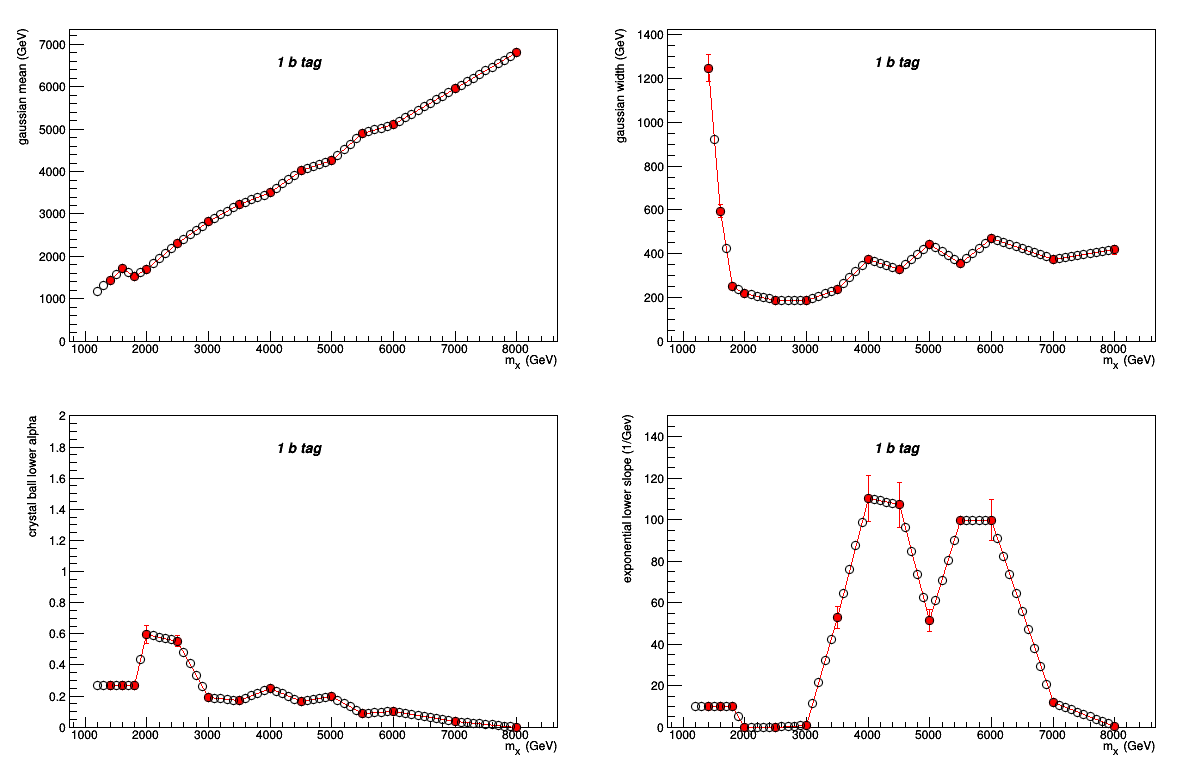 gaussian mean (GeV)
1 b tag
7000
6000
5000
4000
3000
2000
1000
0
1000 2000 3000 4000 5000 6000 7000 8000
mx (GeV)
gaussian width (GeV)
1 b tag
1400
1200
1000
800
600
400
200
0
1000 2000 3000 4000 5000 6000 7000 8000
mx (GeV)
crystal ball lower alpha
1 b tag
2
1.8
1.6
1.4
1.2
1
0.8
0.6
0.4
0.2
0
1000 2000 3000 4000 5000 6000 7000 8000
mx (GeV)
exponential lower slope (1/Gev)
1 b tag
140
120
100
80
60
40
20
0
1000 2000 3000 4000 5000 6000 7000 8000
mx (GeV)